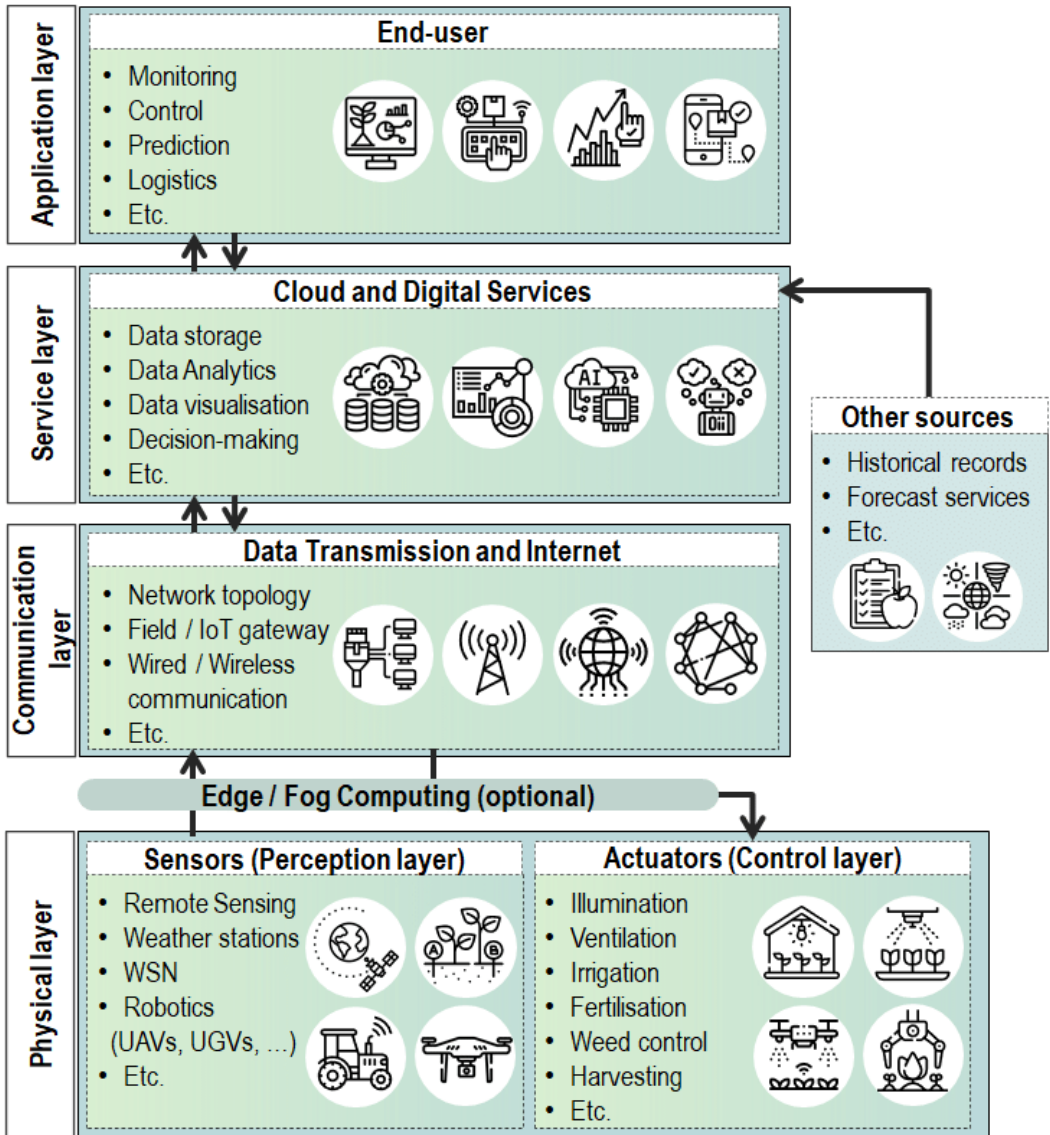 Application layer
End-user
• Monitoring
• Control
• Prediction
• Logistics
• Etc.
Service layer
Cloud and Digital Services
• Data storage
• Data Analytics
• Data visualisation
• Decision-making
• Etc.
AI
Other sources
• Historical records
• Forecast services
• Etc.
Communication
layer
Data Transmission and Internet
• Network topology
• Field / IoT gateway
• Wired / Wireless
communication
• Etc.
Edge / Fog Computing (optional)
Physical layer
Sensors (Perception layer)
• Remote Sensing
• Weather stations
• WSN
• Robotics
(UAVs, UGVs, ...)
• Etc.
A
B
Actuators (Control layer)
• Illumination
• Ventilation
• Irrigation
• Fertilisation
• Weed control
• Harvesting
• Etc.